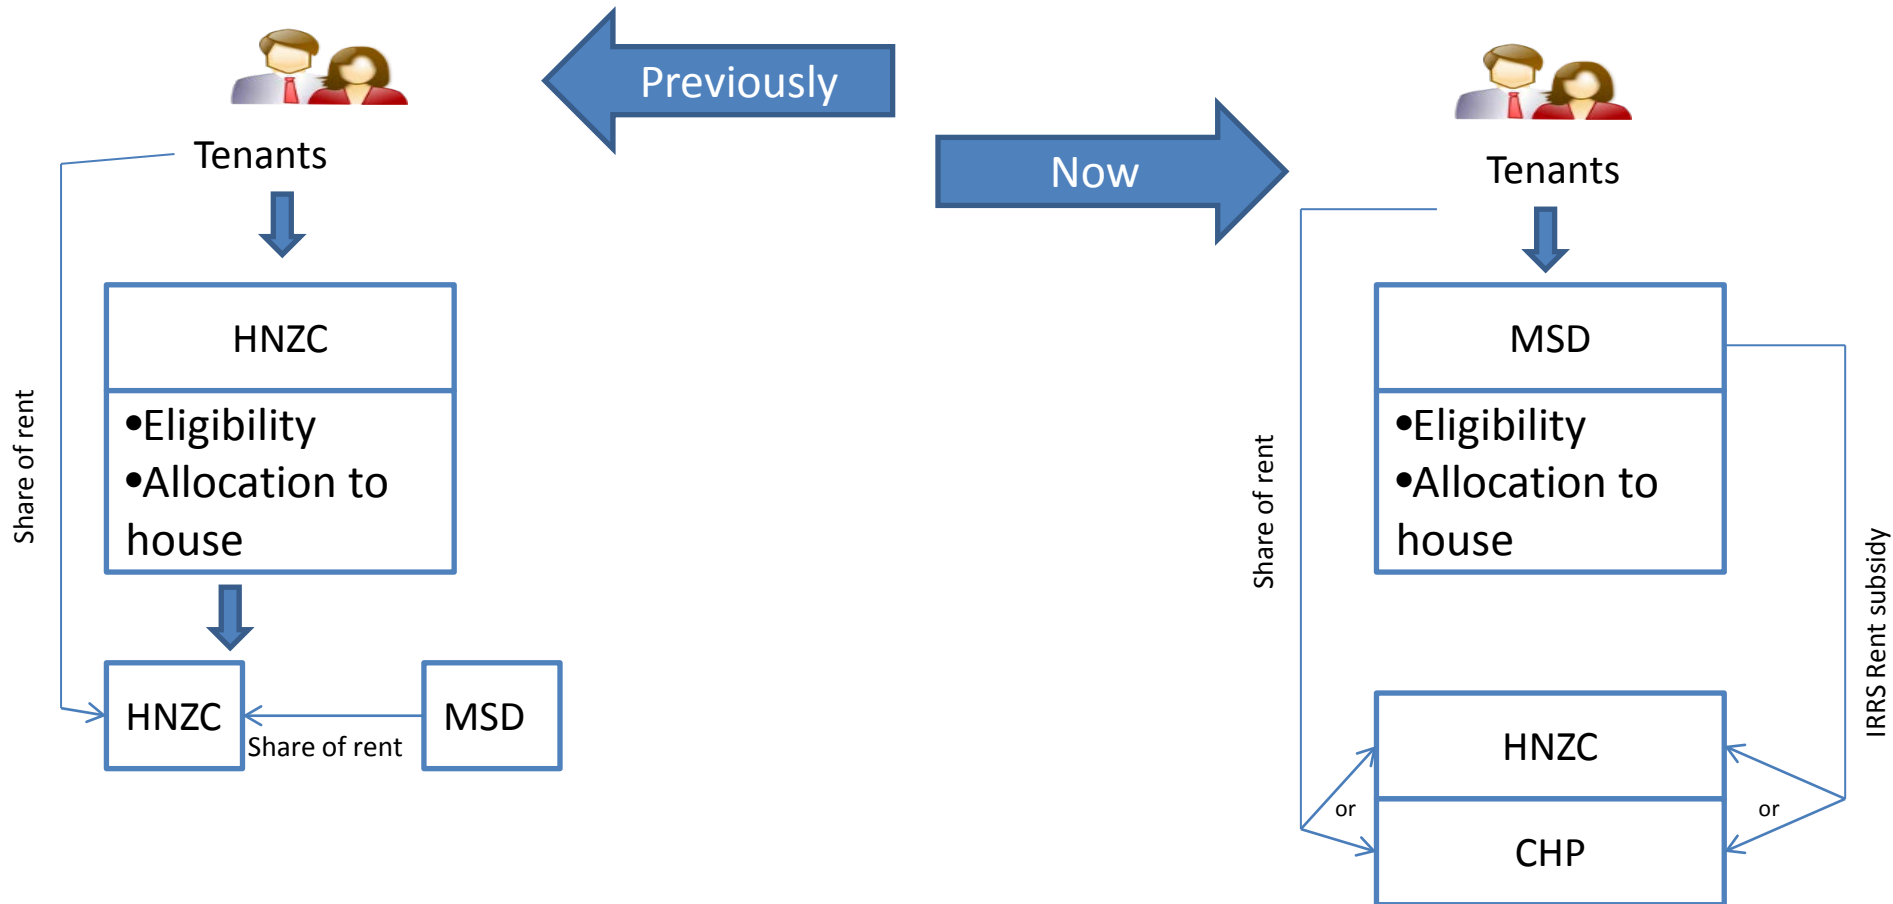 Previously
Now
Tenants
HNZC
•Eligibility
•Allocation to
house
Share of rent
HNZC
MSD
Share of rent
Tenants
MSD
•Eligibility
•Allocation to
house
Share of rent
IRRS Rent subsidy
HNZC
or
or
CHP